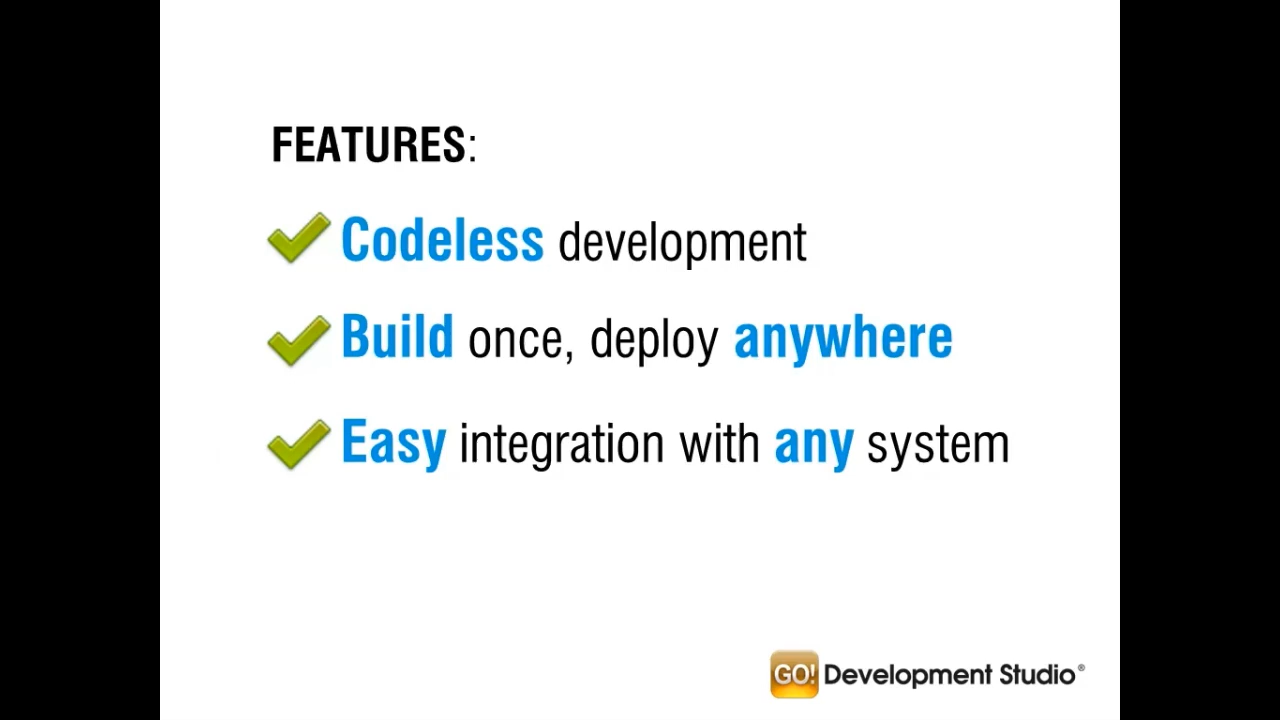 FEATURES:
Codeless development
Build once, deploy anywhere
Easy integration with any system
GO! Development Studio®